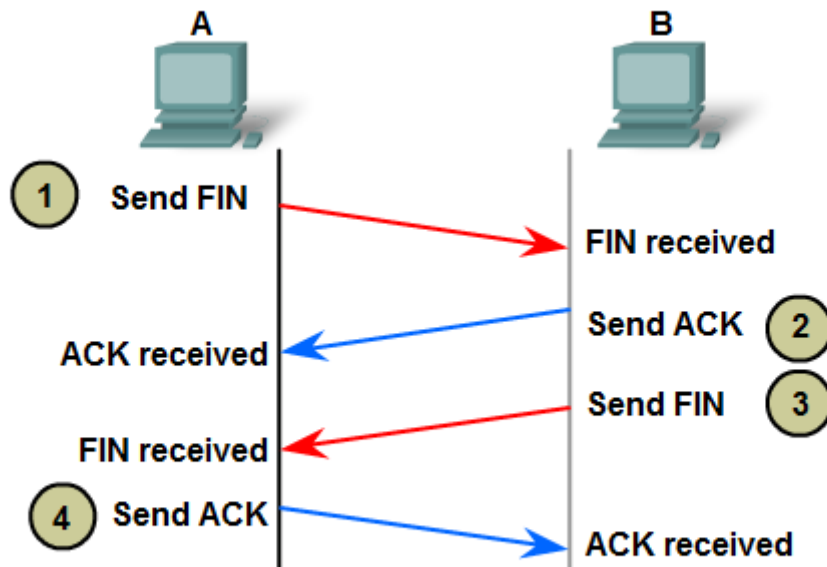 A
B
1
Send FIN
FIN received
Send ACK
2
ACK received
Send FIN
3
FIN received
4
Send ACK
ACK received